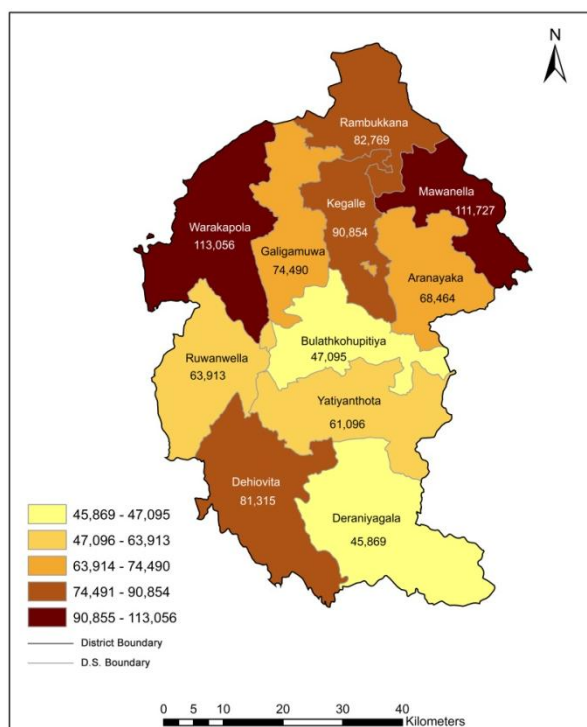 N
Rambukkana
82,769
Mawanella
111,727
Kegalle
90,854
Warakapola
113,056
Galigamuwa
74,490
Aranayaka
68,464
Bulathkohupitiya
47,095
Ruwanwella
63,913
Yatiyanthota
61,096
Dehiovita
81,315
Deraniyagala
45,869
45,869 - 47,095
47,096 - 63,913
63,914 - 74,490
74,491 - 90,854
90,855 - 113,056
District Boundary
D.S. Boundary
0 5 10 20 30 40
Kilometers